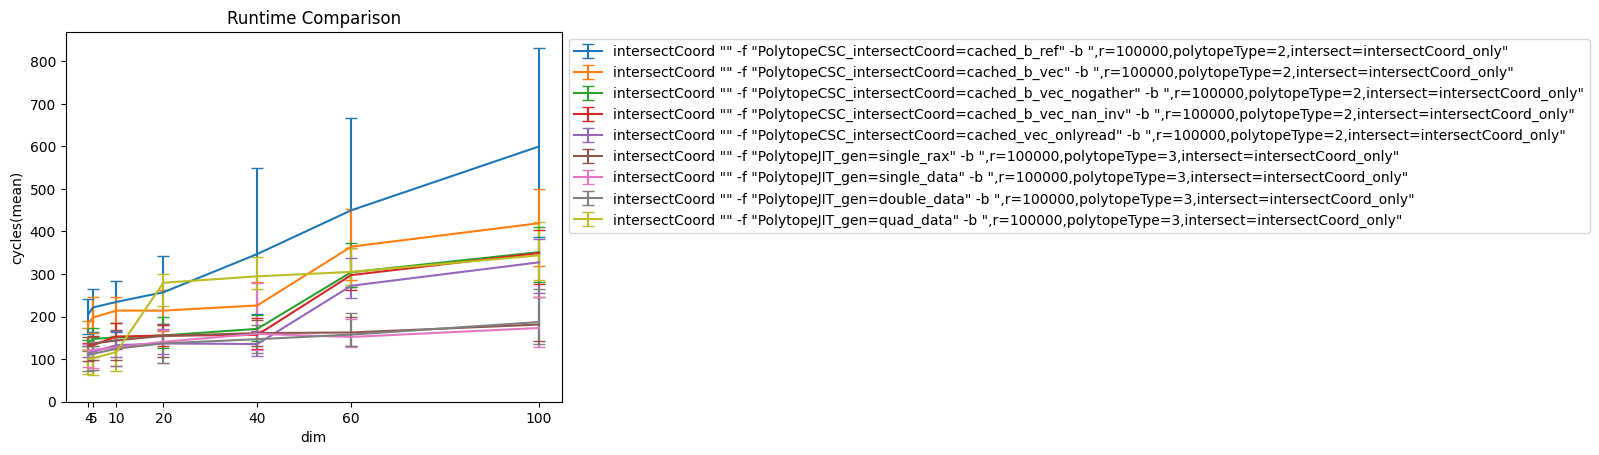 Runtime Comparison
cycles(mean)
800
700
600
500
400
300
200
100
0
4 5 10 20 40 60 100
dim
intersectCoord "" -f "PolytopeCSC_intersectCoord=cached_b_ref" -b ",r=100000,polytopeType=2,intersect=intersectCoord_only"
intersectCoord "" -f "PolytopeCSC_intersectCoord=cached_b_vec" -b ",r=100000,polytopeType=2,intersect=intersectCoord_only"
intersectCoord "" -f "PolytopeCSC_intersectCoord=cached_b_vec_nogather" -b ",r=100000,polytopeType=2,intersect=intersectCoord_only"
intersectCoord "" -f "PolytopeCSC_intersectCoord=cached_b_vec_nan_inv" -b ",r=100000,polytopeType=2,intersect=intersectCoord_only"
intersectCoord "" -f "PolytopeCSC_intersectCoord=cached_vec_onlyread" -b ",r=100000,polytopeType=2,intersect=intersectCoord_only"
intersectCoord "" -f "PolytopeJIT_gen=single_rax" -b ",r=100000,polytopeType=3,intersect=intersectCoord_only"
intersectCoord "" -f "PolytopeJIT_gen=single_data" -b ",r=100000,polytopeType=3,intersect=intersectCoord_only"
intersectCoord "" -f "PolytopeJIT_gen=double_data" -b ",r=100000,polytopeType=3,intersect=intersectCoord_only"
intersectCoord "" -f "PolytopeJIT_gen=quad_data" -b ",r=100000,polytopeType=3,intersect=intersectCoord_only"